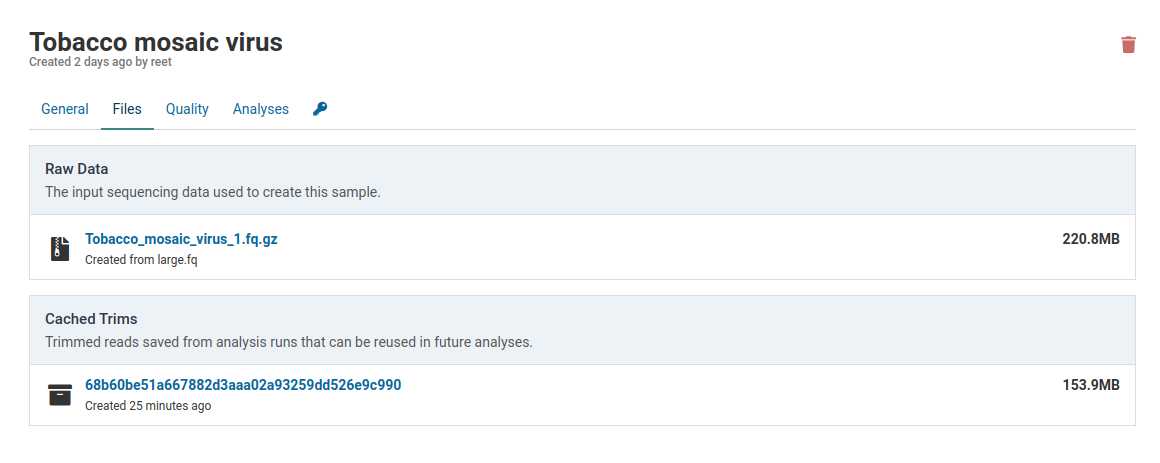 Tobacco mosaic virus
Created 2 days ago by reet
General Files Quality Analyses
Raw Data
The input sequencing data used to create this sample.
Tobacco_mosaic_virus_1.fq.gz 220.8MB
Created from large.fq
Cached Trims
Trimmed reads saved from analysis runs that can be reused in future analyses.
68b60be51a667882d3aaa02a93259dd526e9c990 153.9MB
Created 25 minutes ago